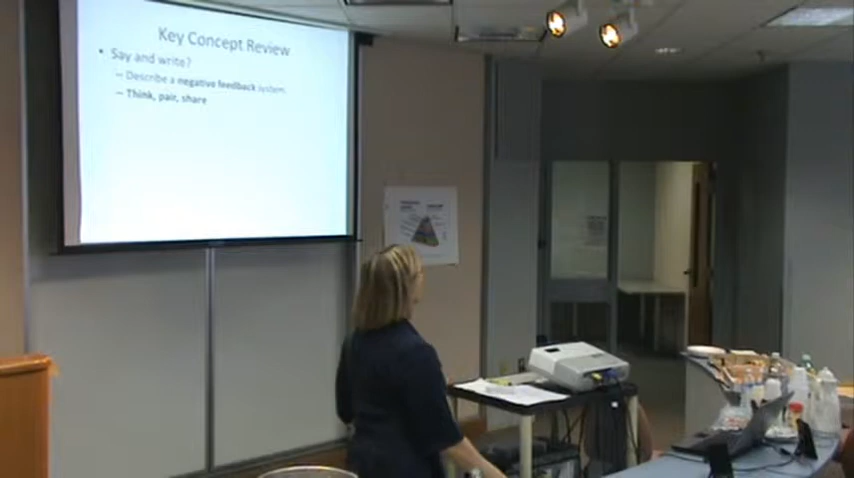 Key Concept Review
• Say and write?
– Describe a negative feedback system
– Think, pair, share